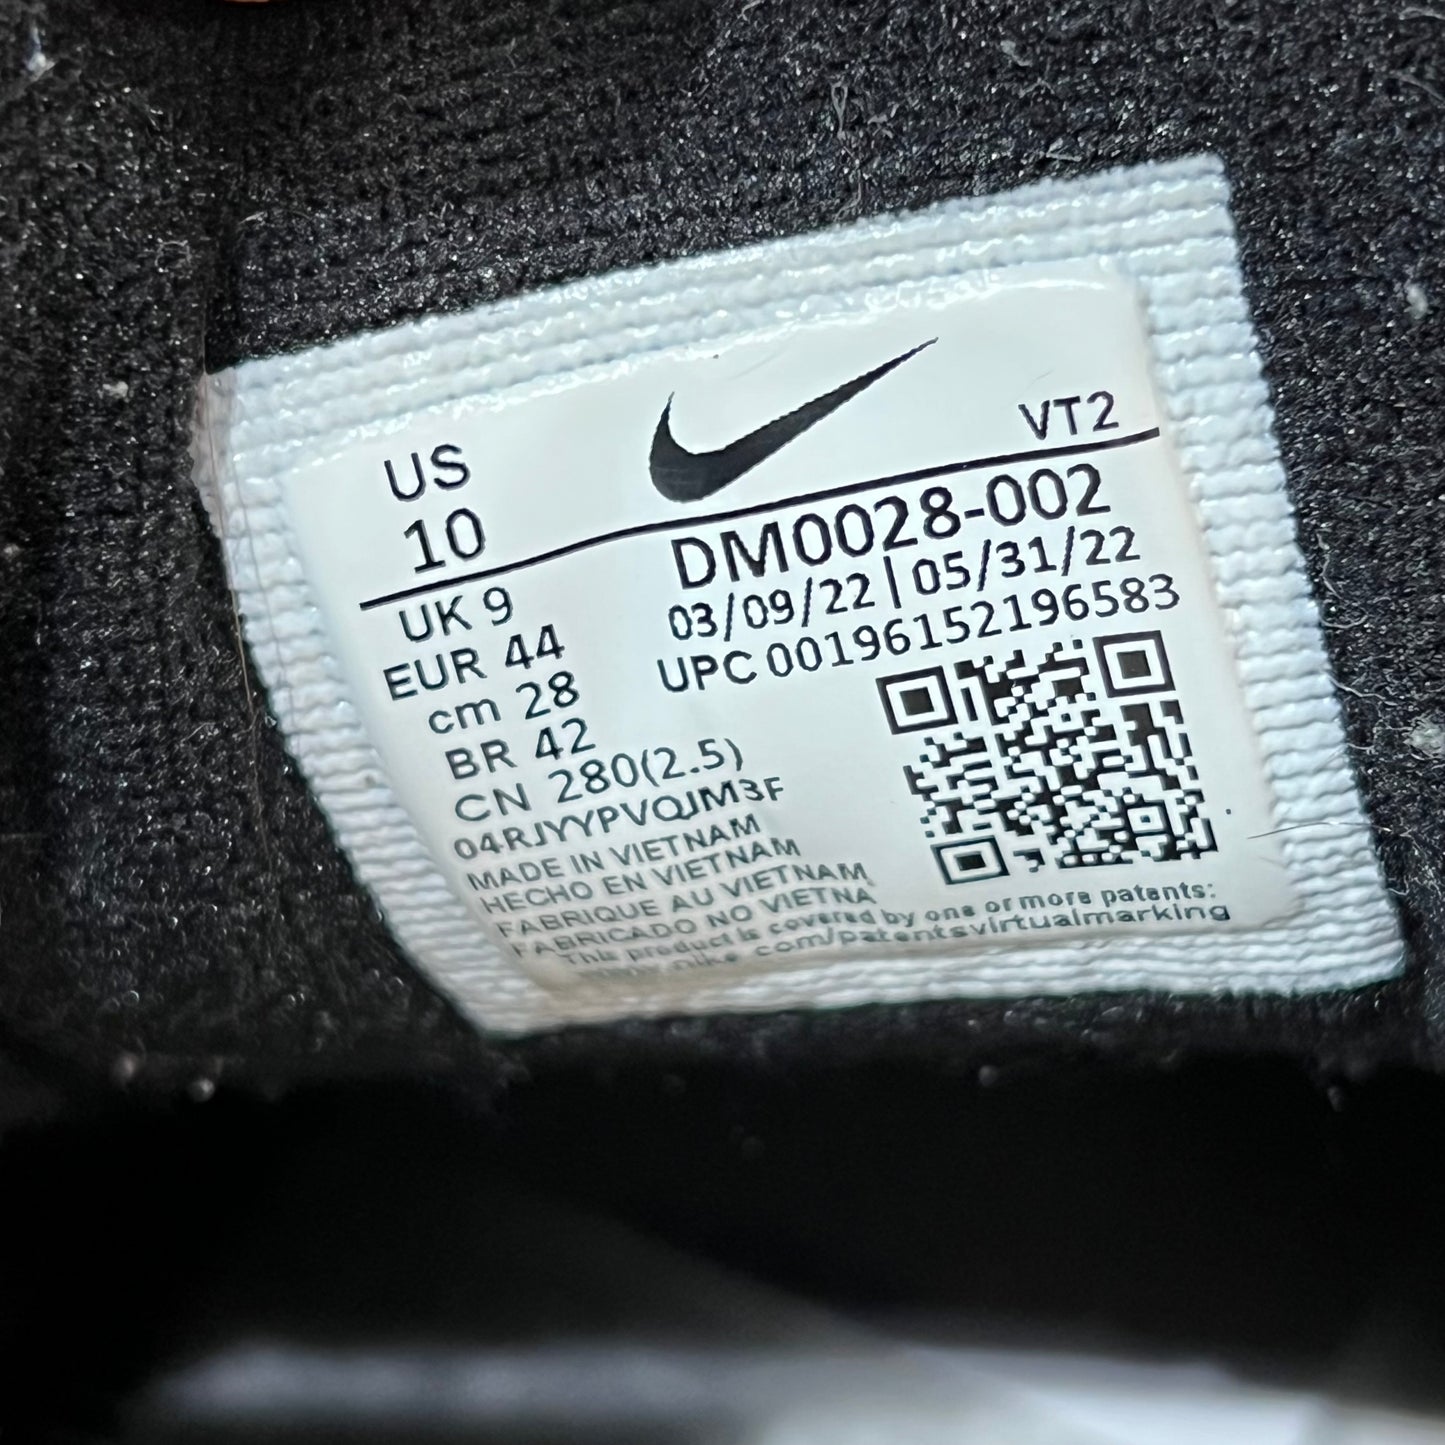 VT2
US
10
DM0028-002
03/09/22 | 05/31/22
UPC 00196152196583
UK 9
EUR 44
cm 28
BR 42
CN 280(2.5)
04RJYYPVQJM3F
MADE IN VIETNAM
HECHO EN VIETNAM
FABRIQUE AU VIETNAM
FABRICADO NO VIETNA
This product is covered by one or more patents:
www.nike.com/patentsvirtualmarking